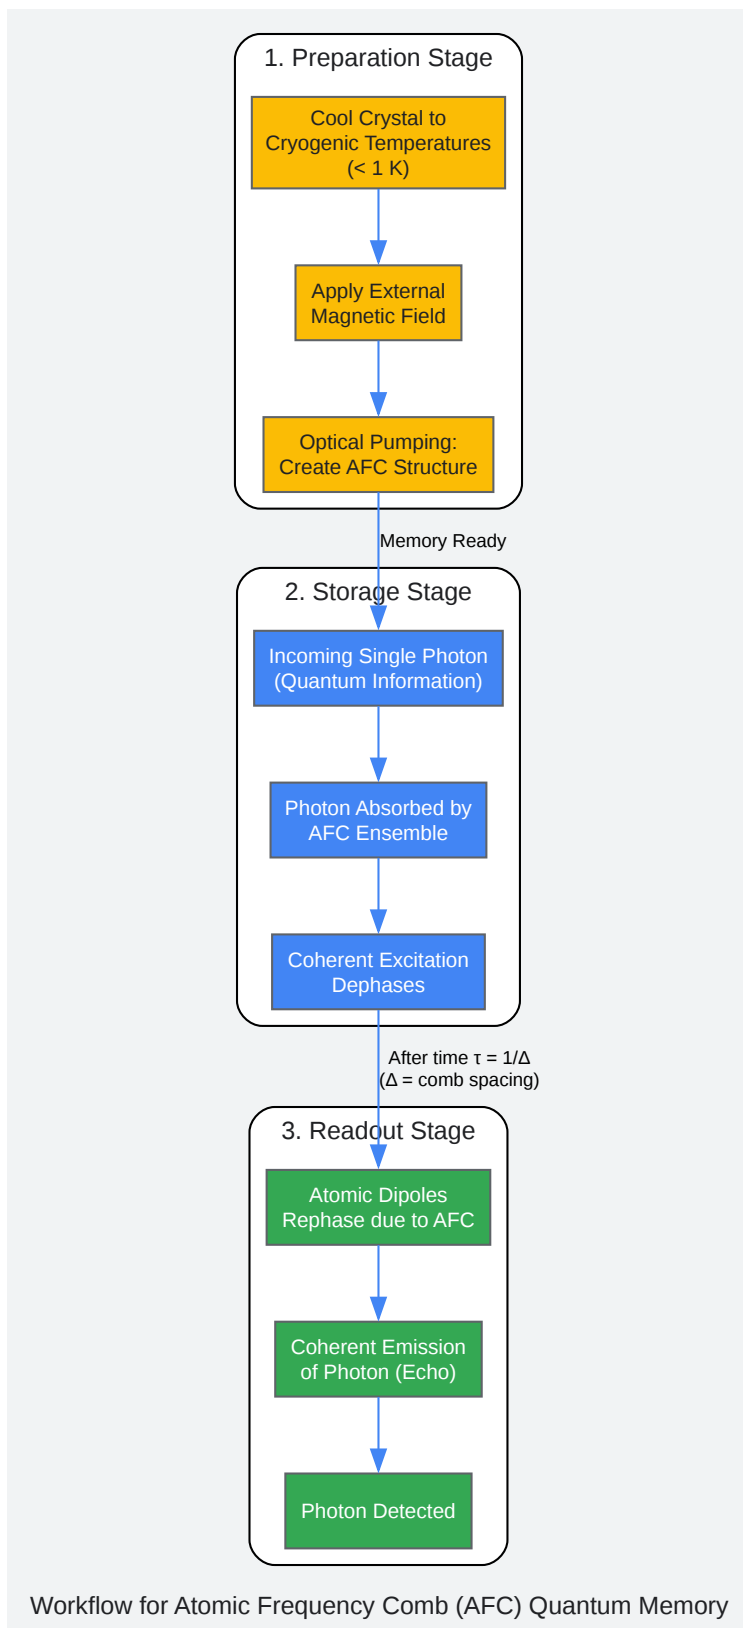 1. Preparation Stage
Cool Crystal to
Cryogenic Temperatures
(< 1 K)
Apply External
Magnetic Field
Optical Pumping:
Create AFC Structure
Memory Ready
2. Storage Stage
Incoming Single Photon
(Quantum Information)
Photon Absorbed by
AFC Ensemble
Coherent Excitation
Dephases
After time τ = 1/Δ
(Δ = comb spacing)
3. Readout Stage
Atomic Dipoles
Rephase due to AFC
Coherent Emission
of Photon (Echo)
Photon Detected
Workflow for Atomic Frequency Comb (AFC) Quantum Memory